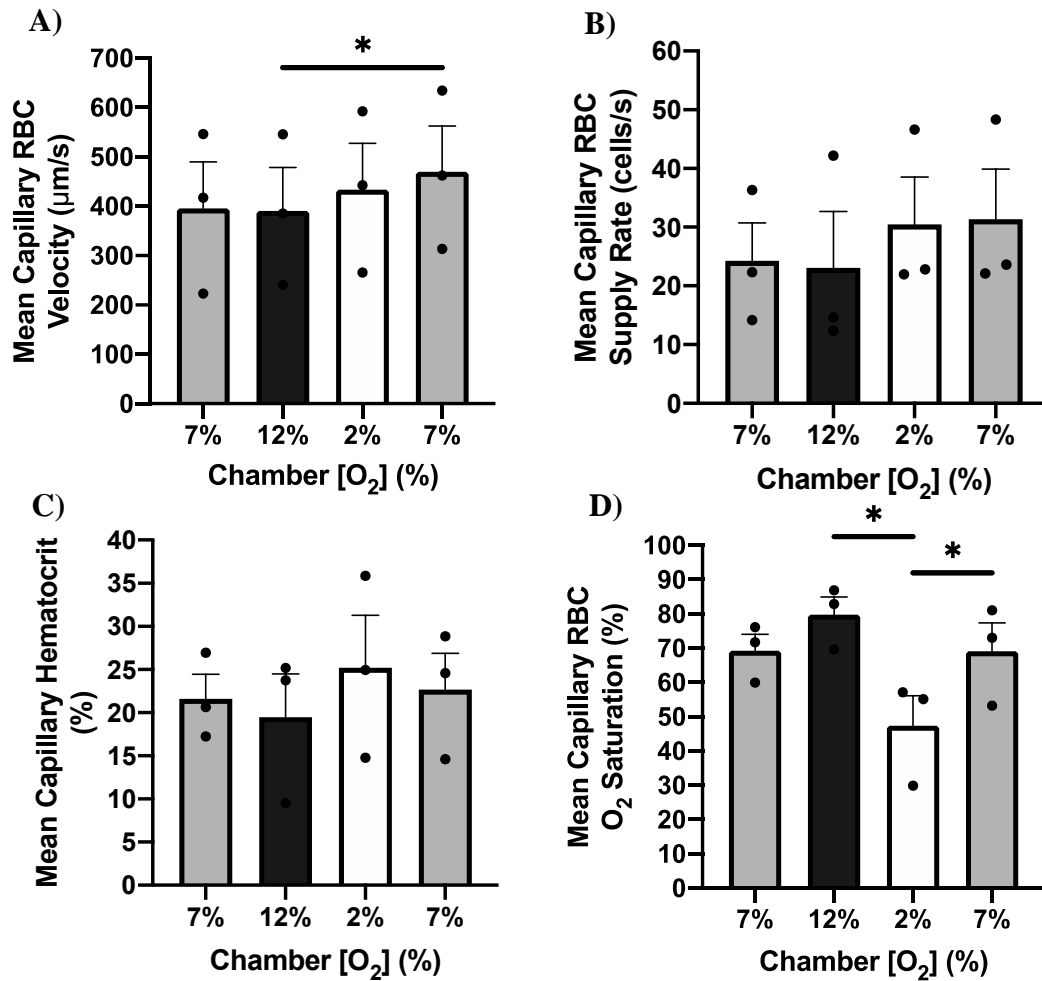 A)
Mean Capillary RBC
Velocity (µm/s)
700
600
500
400
300
200
100
0
*
7% 12% 2% 7%
Chamber [O₂] (%)
B)
Mean Capillary RBC
Supply Rate (cells/s)
60
50
40
30
20
10
0
7% 12% 2% 7%
Chamber [O₂] (%)
C)
Mean Capillary Hematocrit
(%)
40
35
30
25
20
15
10
5
0
7% 12% 2% 7%
Chamber [O₂] (%)
D)
Mean Capillary RBC
O₂ Saturation (%)
100
90
80
70
60
50
40
30
20
10
0
*
*
7% 12% 2% 7%
Chamber [O₂] (%)